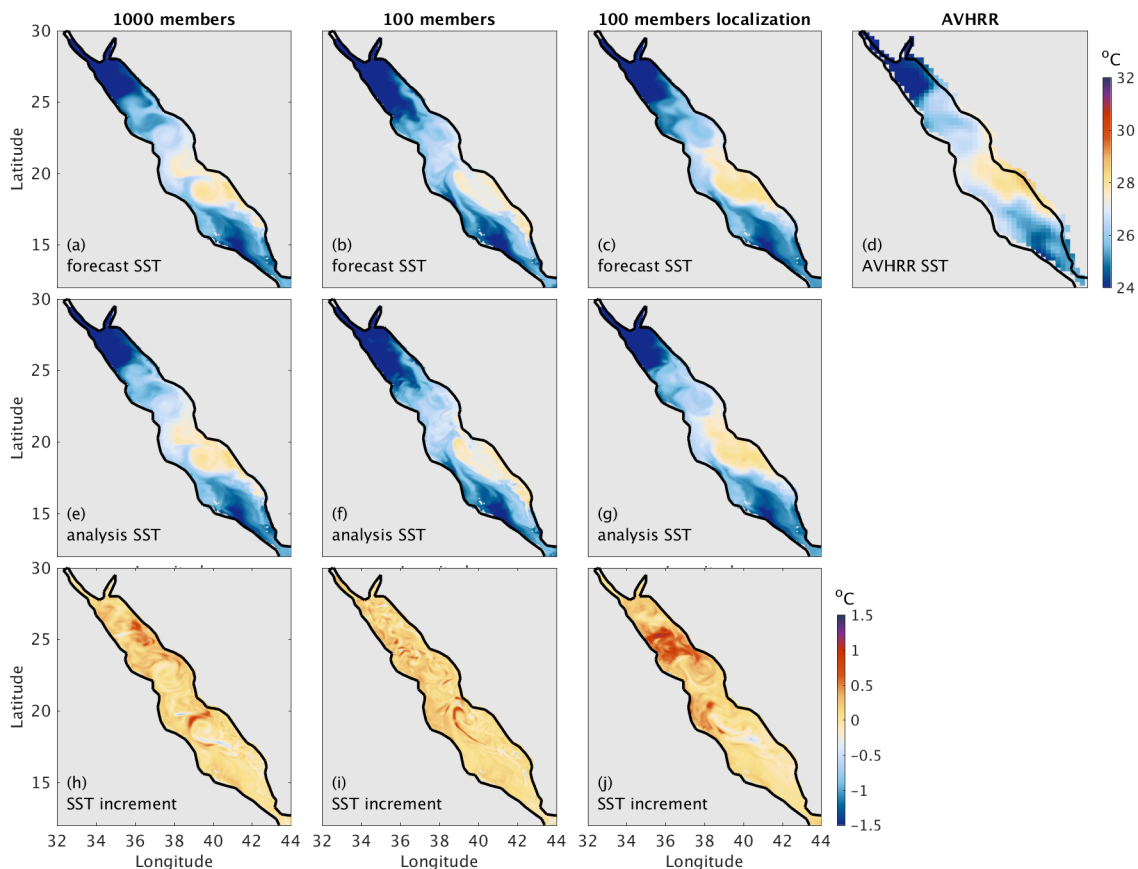 1000 members
100 members
100 members localization
AVHRR
30
25
20
15
Latitude
(a)
forecast SST
(b)
forecast SST
(c)
forecast SST
(d)
AVHRR SST
°C
32
30
28
26
24
30
25
20
15
Latitude
(e)
analysis SST
(f)
analysis SST
(g)
analysis SST
30
25
20
15
Latitude
(h)
SST increment
(i)
SST increment
(j)
SST increment
°C
1.5
1
0.5
0
−0.5
−1
−1.5
32 34 36 38 40 42 44
Longitude
32 34 36 38 40 42 44
Longitude
32 34 36 38 40 42 44
Longitude